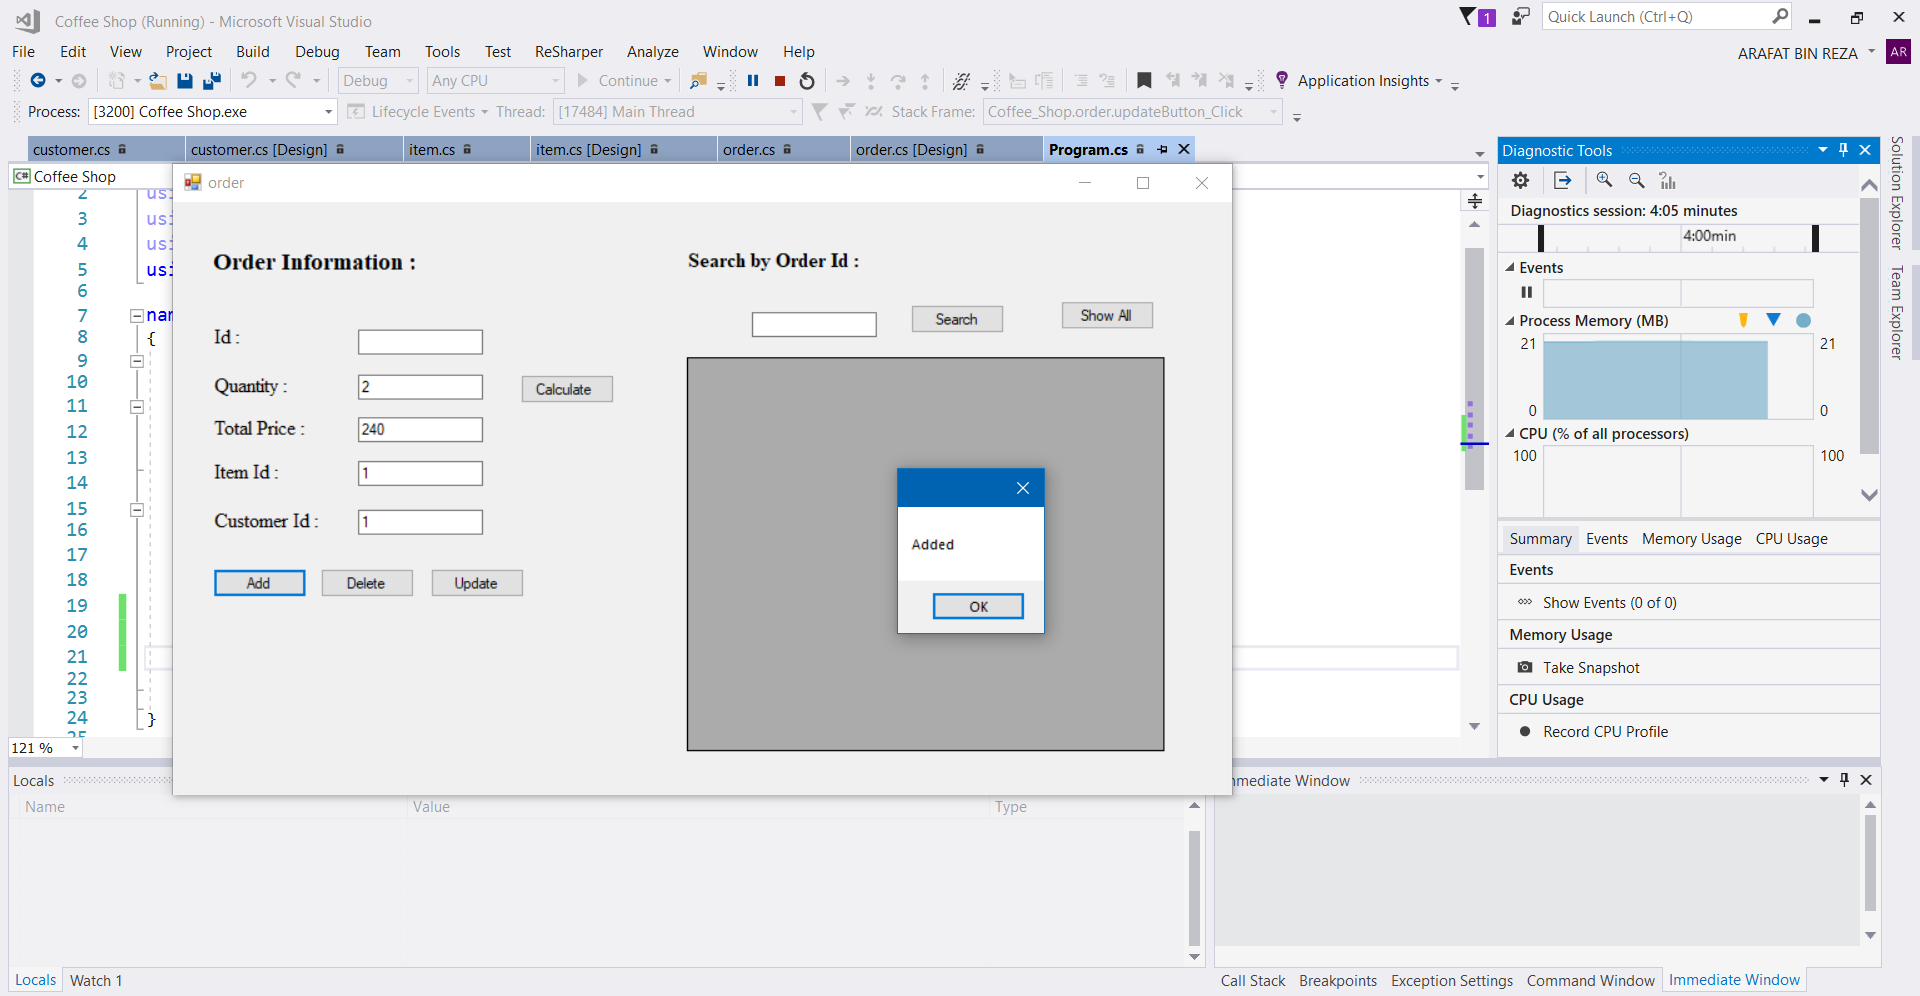 Coffee Shop (Running) - Microsoft Visual Studio
1
Quick Launch (Ctrl+Q)
File Edit View Project Build Debug Team Tools Test ReSharper Analyze Window Help
ARAFAT BIN REZA AR
Debug Any CPU Continue Application Insights
Process: [3200] Coffee Shop.exe Lifecycle Events Thread: [17484] Main Thread Stack Frame: Coffee_Shop.order.updateButton_Click
customer.cs customer.cs [Design] item.cs item.cs [Design] order.cs order.cs [Design] Program.cs
C# Coffee Shop
order
2 usi
3 usi
4 usi
5 usi
6
7 nam
8 {
9
10
11
12
13
14
15
16
17
18
19
20
21
22
23
24 }
25
121 %
Order Information :
Id :
Quantity : 2 Calculate
Total Price : 240
Item Id : 1
Customer Id : 1
Add Delete Update
Search by Order Id :
Search Show All
Added
OK
Diagnostic Tools
Diagnostics session: 4:05 minutes
4:00min
Events
Process Memory (MB)
21 21
0 0
CPU (% of all processors)
100 100
Summary Events Memory Usage CPU Usage
Events
Show Events (0 of 0)
Memory Usage
Take Snapshot
CPU Usage
Record CPU Profile
Solution Explorer
Team Explorer
Locals
Name Value Type
Locals Watch 1
mmediate Window
Call Stack Breakpoints Exception Settings Command Window Immediate Window